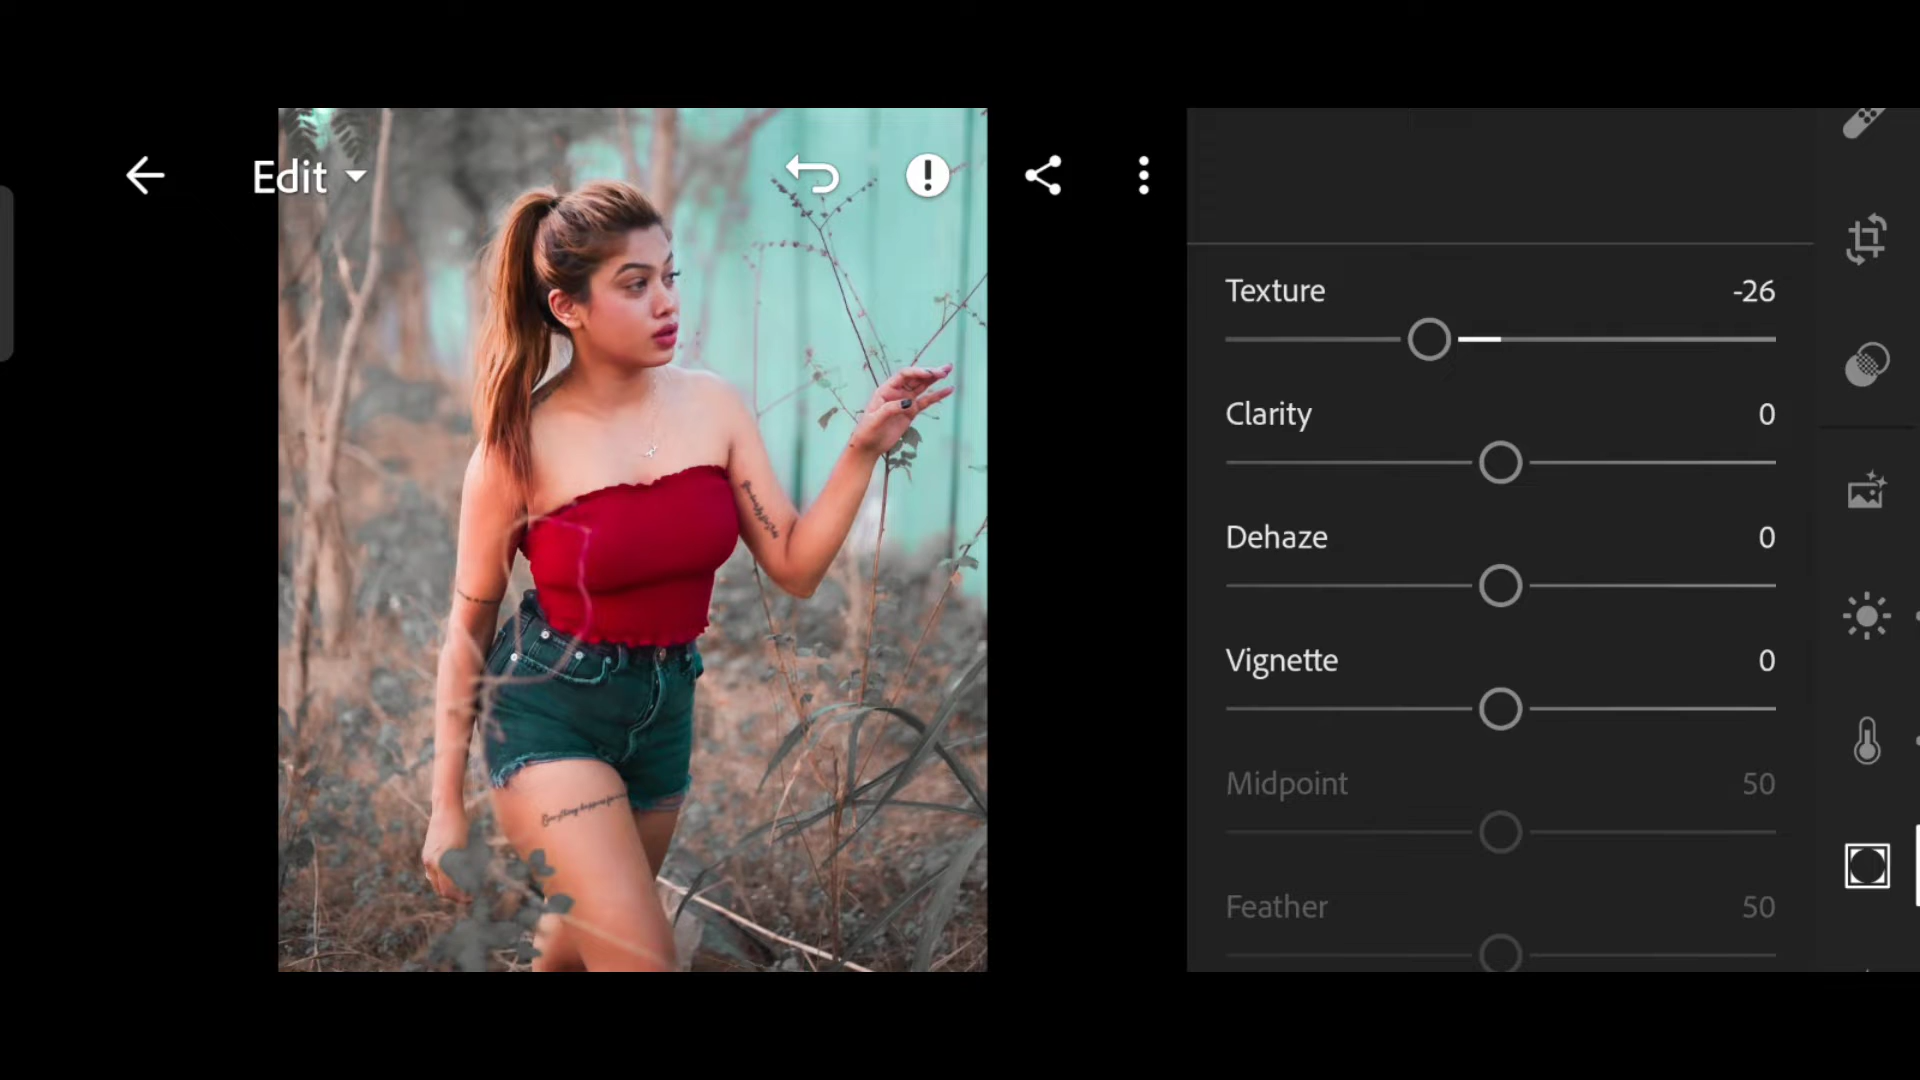 Edit
Texture -26
Clarity 0
Dehaze 0
Vignette 0
Midpoint 50
Feather 50